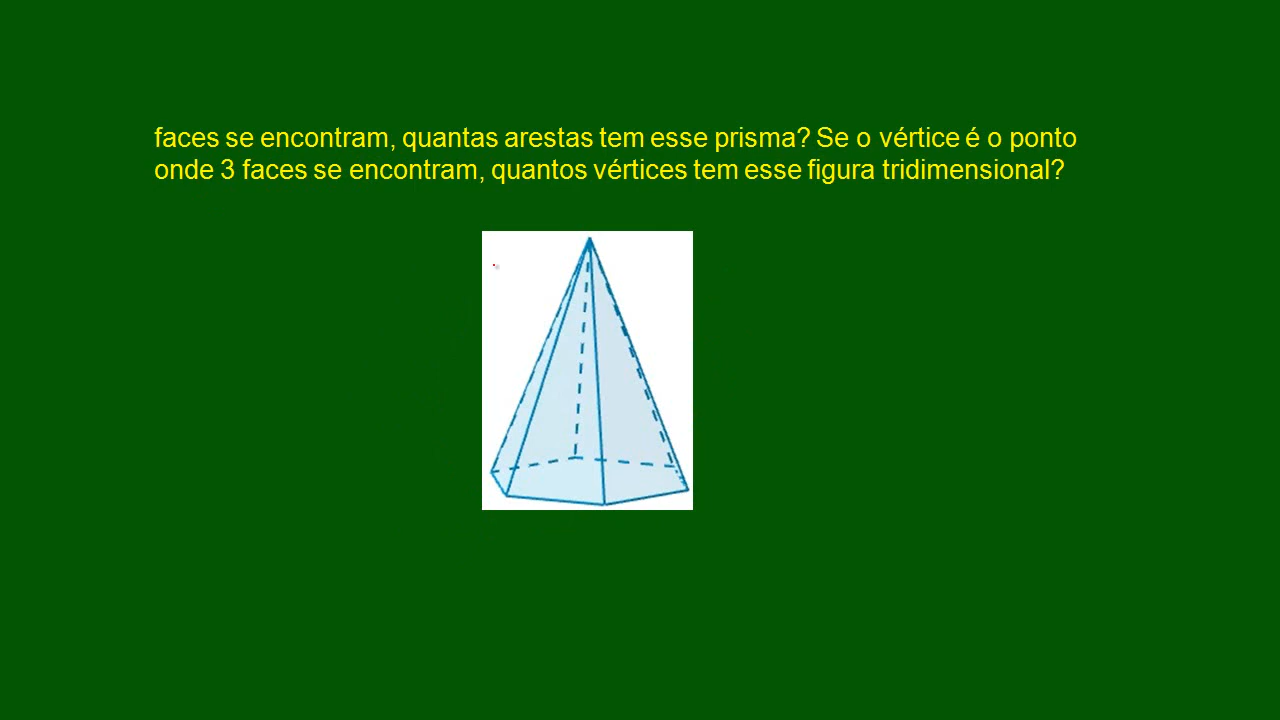 faces se encontram, quantas arestas tem esse prisma? Se o vértice é o ponto
onde 3 faces se encontram, quantos vértices tem esse figura tridimensional?